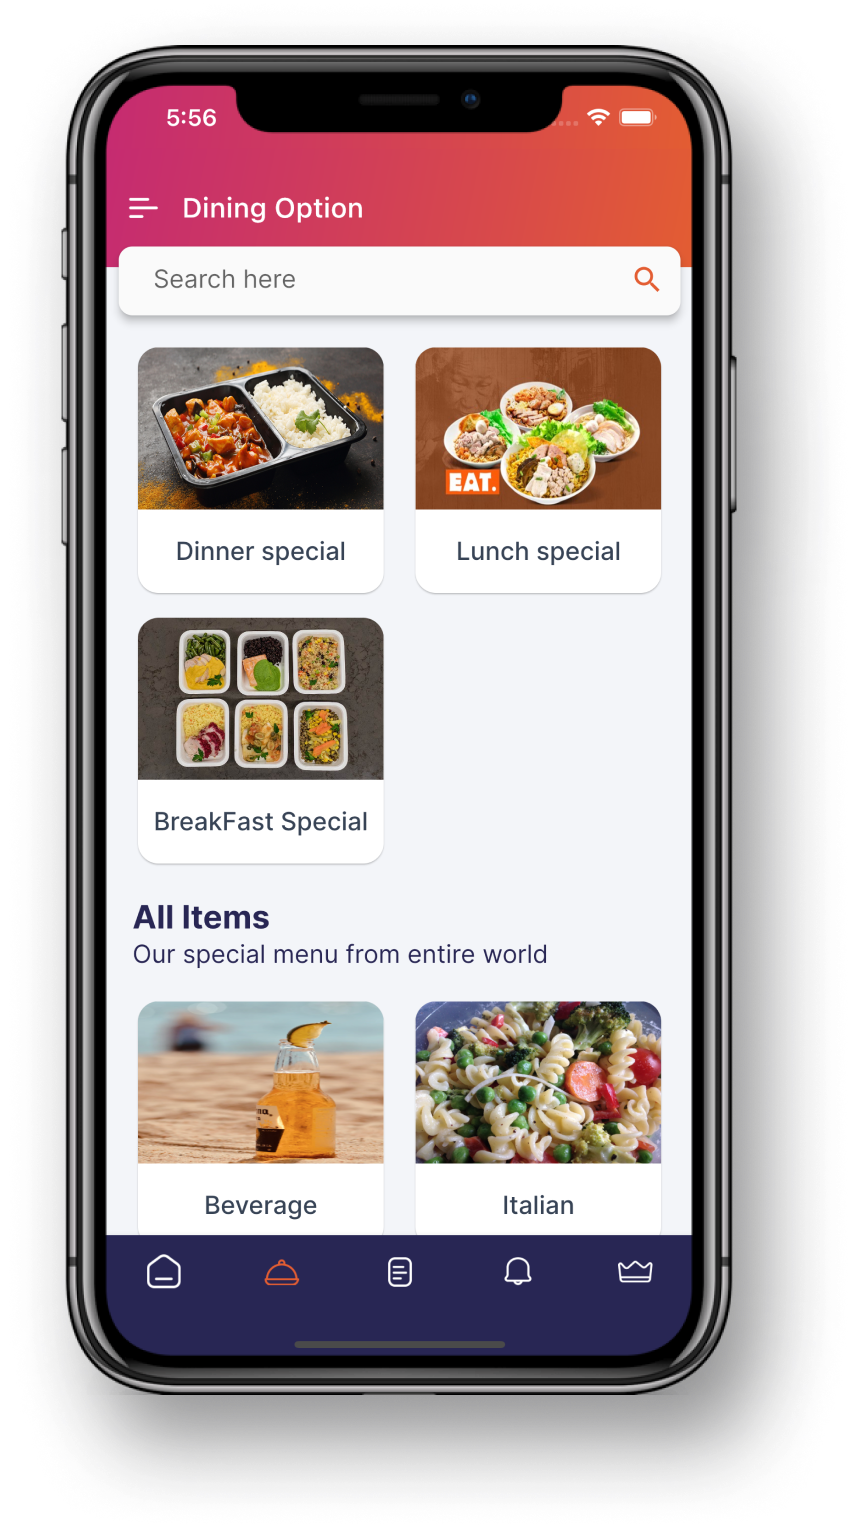 5:56
Dining Option
Search here
EAT.
Dinner special
Lunch special
BreakFast Special
All Items
Our special menu from entire world
Beverage
Italian